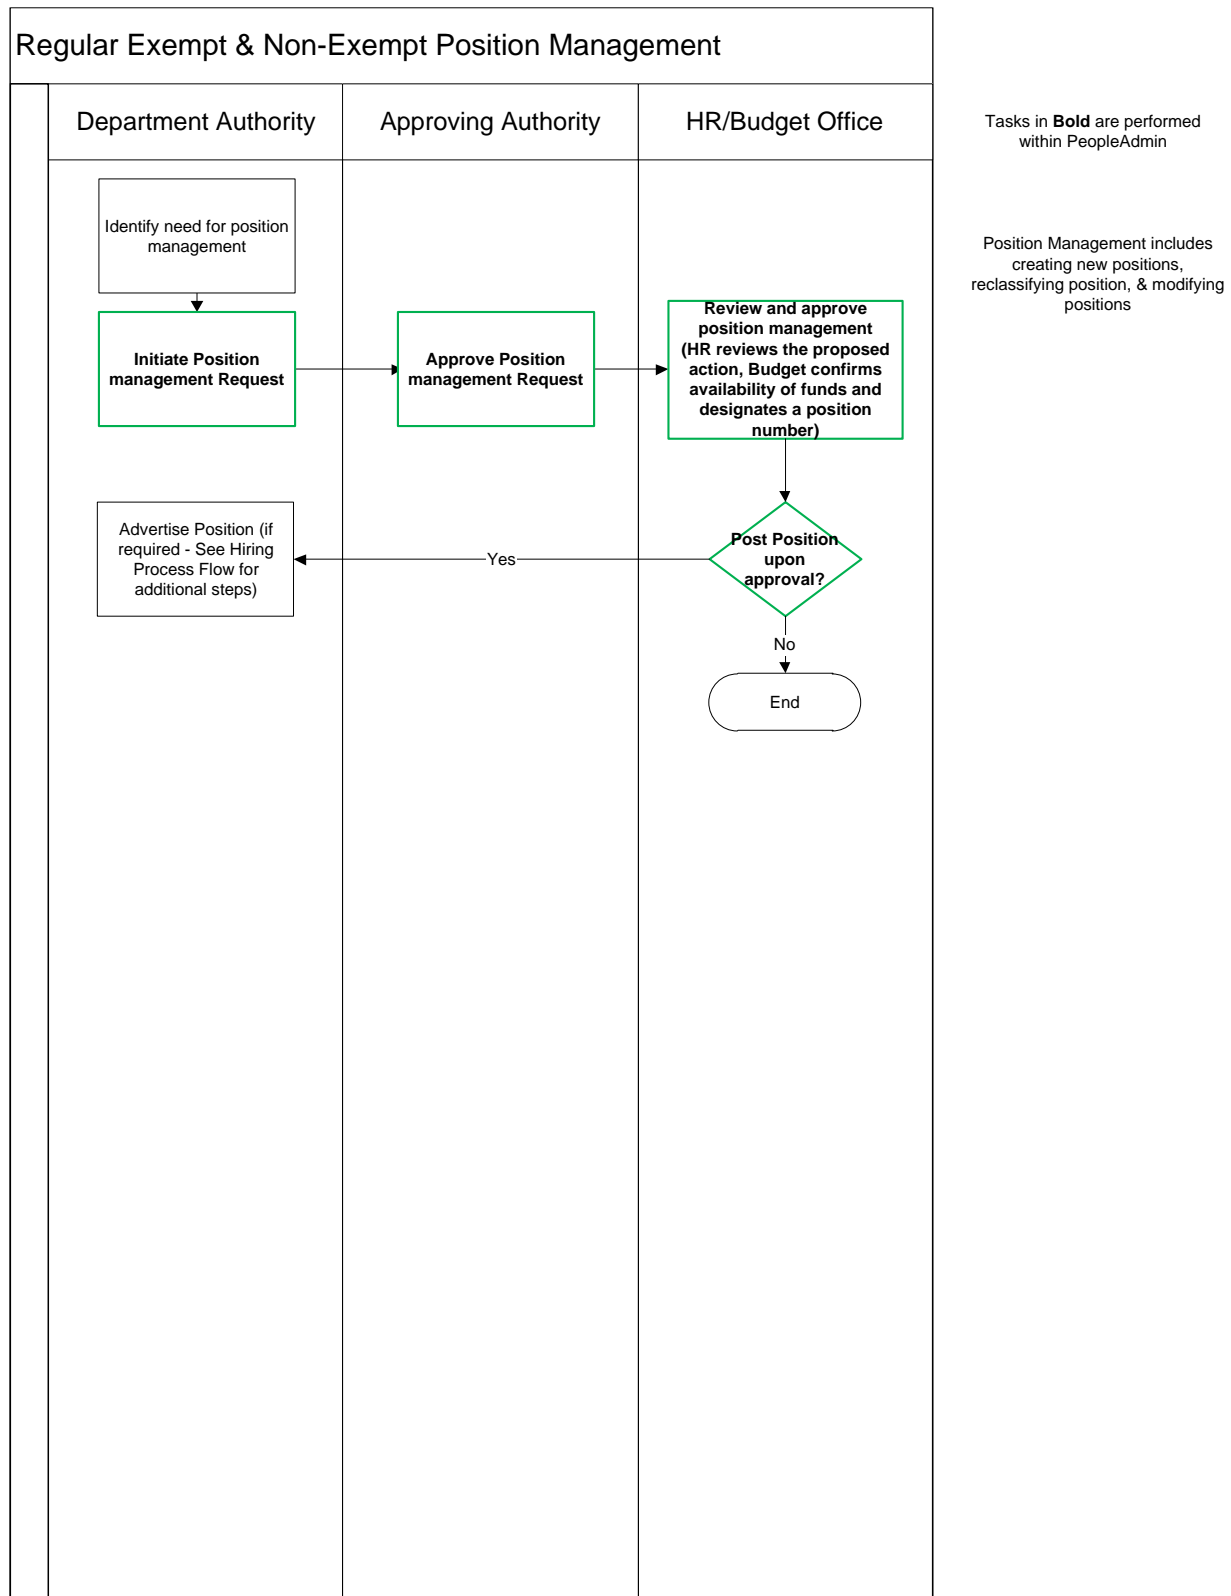 Regular Exempt & Non-Exempt Position Management
Department Authority
Approving Authority
HR/Budget Office
Tasks in Bold are performed
within PeopleAdmin
Identify need for position
management
Position Management includes
creating new positions,
reclassifying position, & modifying
positions
Initiate Position
management Request
Approve Position
management Request
Review and approve
position management
(HR reviews the proposed
action, Budget confirms
availability of funds and
designates a position
number)
Advertise Position (if
required - See Hiring
Process Flow for
additional steps)
Yes
Post Position
upon
approval?
No
End